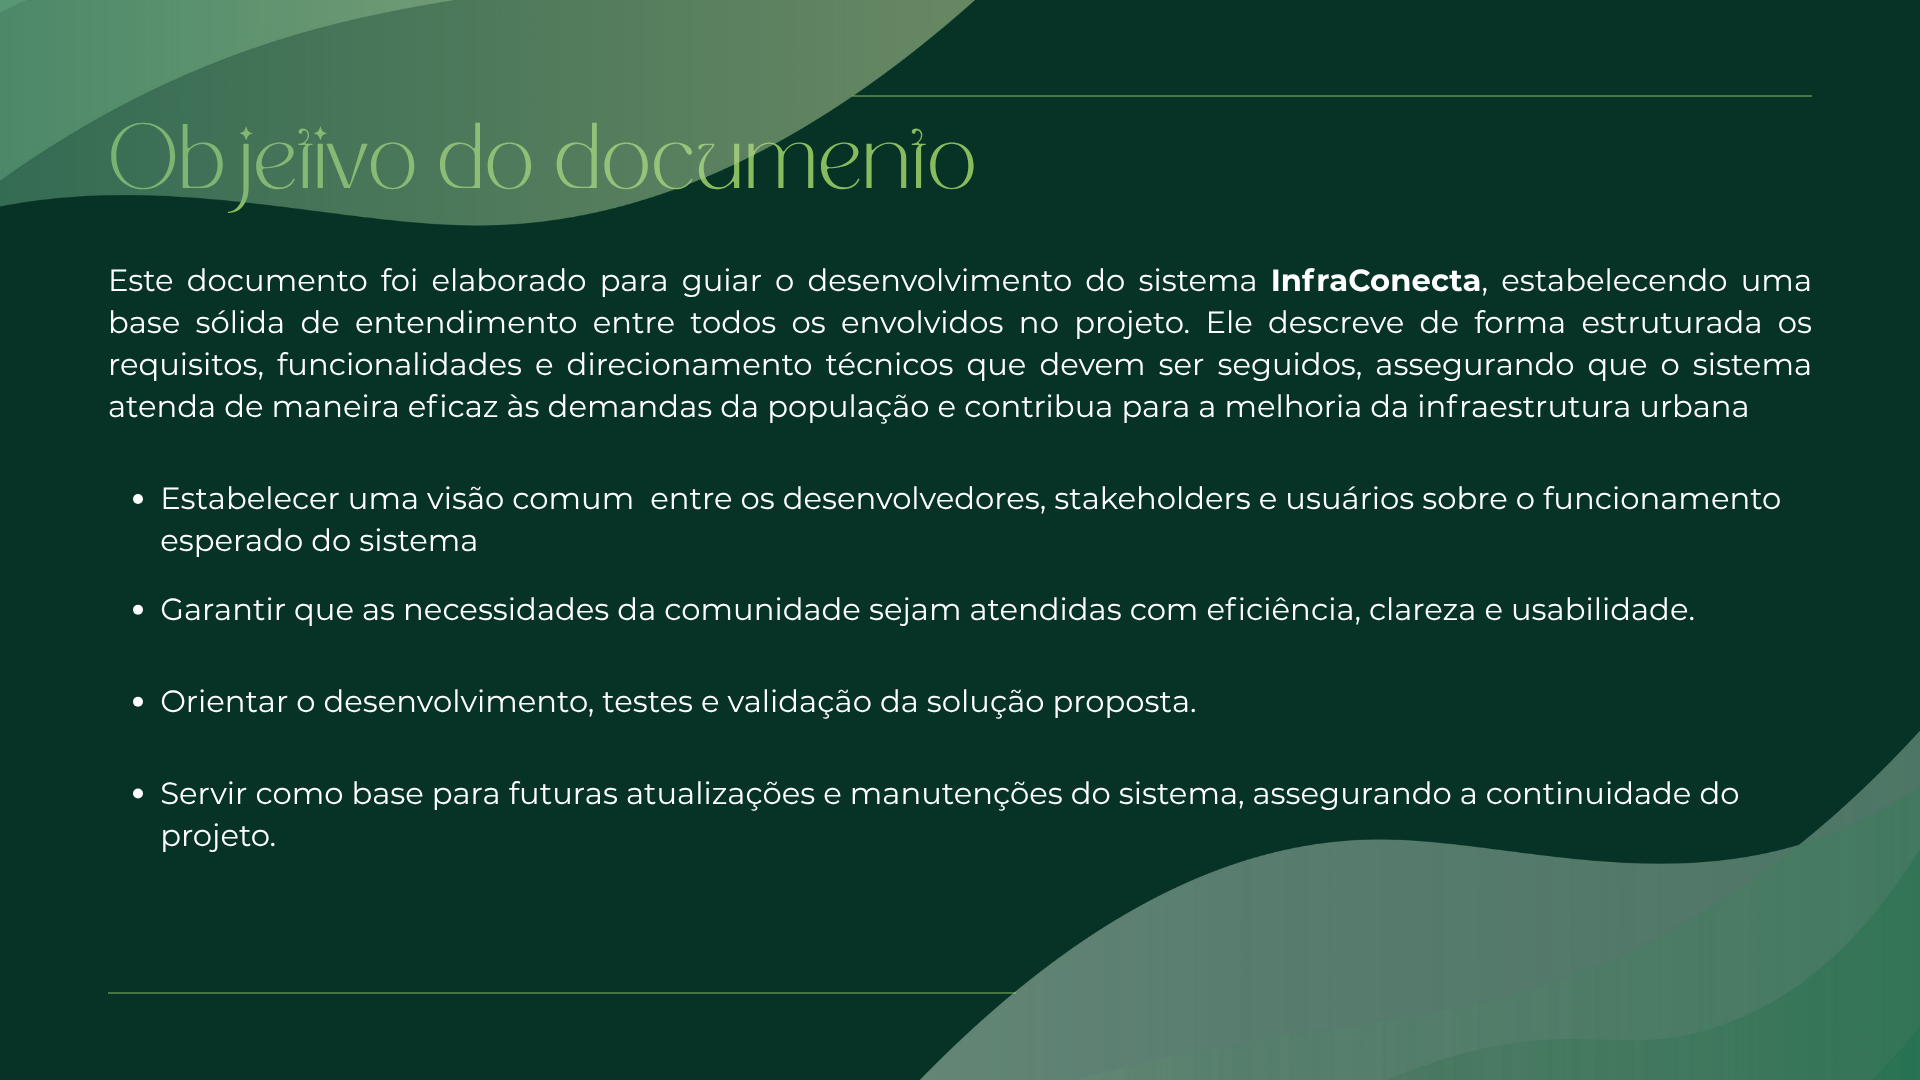 Objetivo do documento
Este documento foi elaborado para guiar o desenvolvimento do sistema InfraConecta, estabelecendo uma
base sólida de entendimento entre todos os envolvidos no projeto. Ele descreve de forma estruturada os
requisitos, funcionalidades e direcionamento técnicos que devem ser seguidos, assegurando que o sistema
atenda de maneira eficaz às demandas da população e contribua para a melhoria da infraestrutura urbana
• Estabelecer uma visão comum  entre os desenvolvedores, stakeholders e usuários sobre o funcionamento
esperado do sistema
• Garantir que as necessidades da comunidade sejam atendidas com eficiência, clareza e usabilidade.
• Orientar o desenvolvimento, testes e validação da solução proposta.
• Servir como base para futuras atualizações e manutenções do sistema, assegurando a continuidade do
projeto.